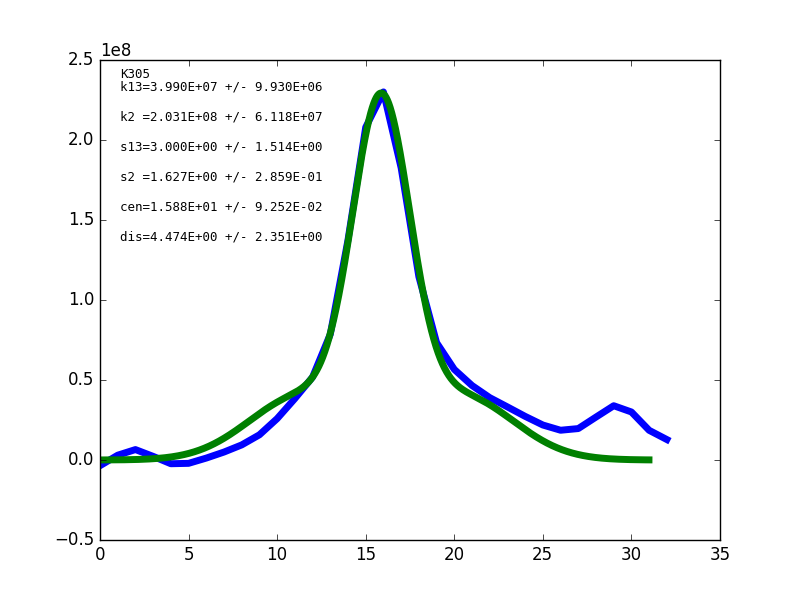 1e8
2.5
2.0
1.5
1.0
0.5
0.0
−0.5
K305
k13=3.990E+07 +/- 9.930E+06
k2 =2.031E+08 +/- 6.118E+07
s13=3.000E+00 +/- 1.514E+00
s2 =1.627E+00 +/- 2.859E-01
cen=1.588E+01 +/- 9.252E-02
dis=4.474E+00 +/- 2.351E+00
0 5 10 15 20 25 30 35